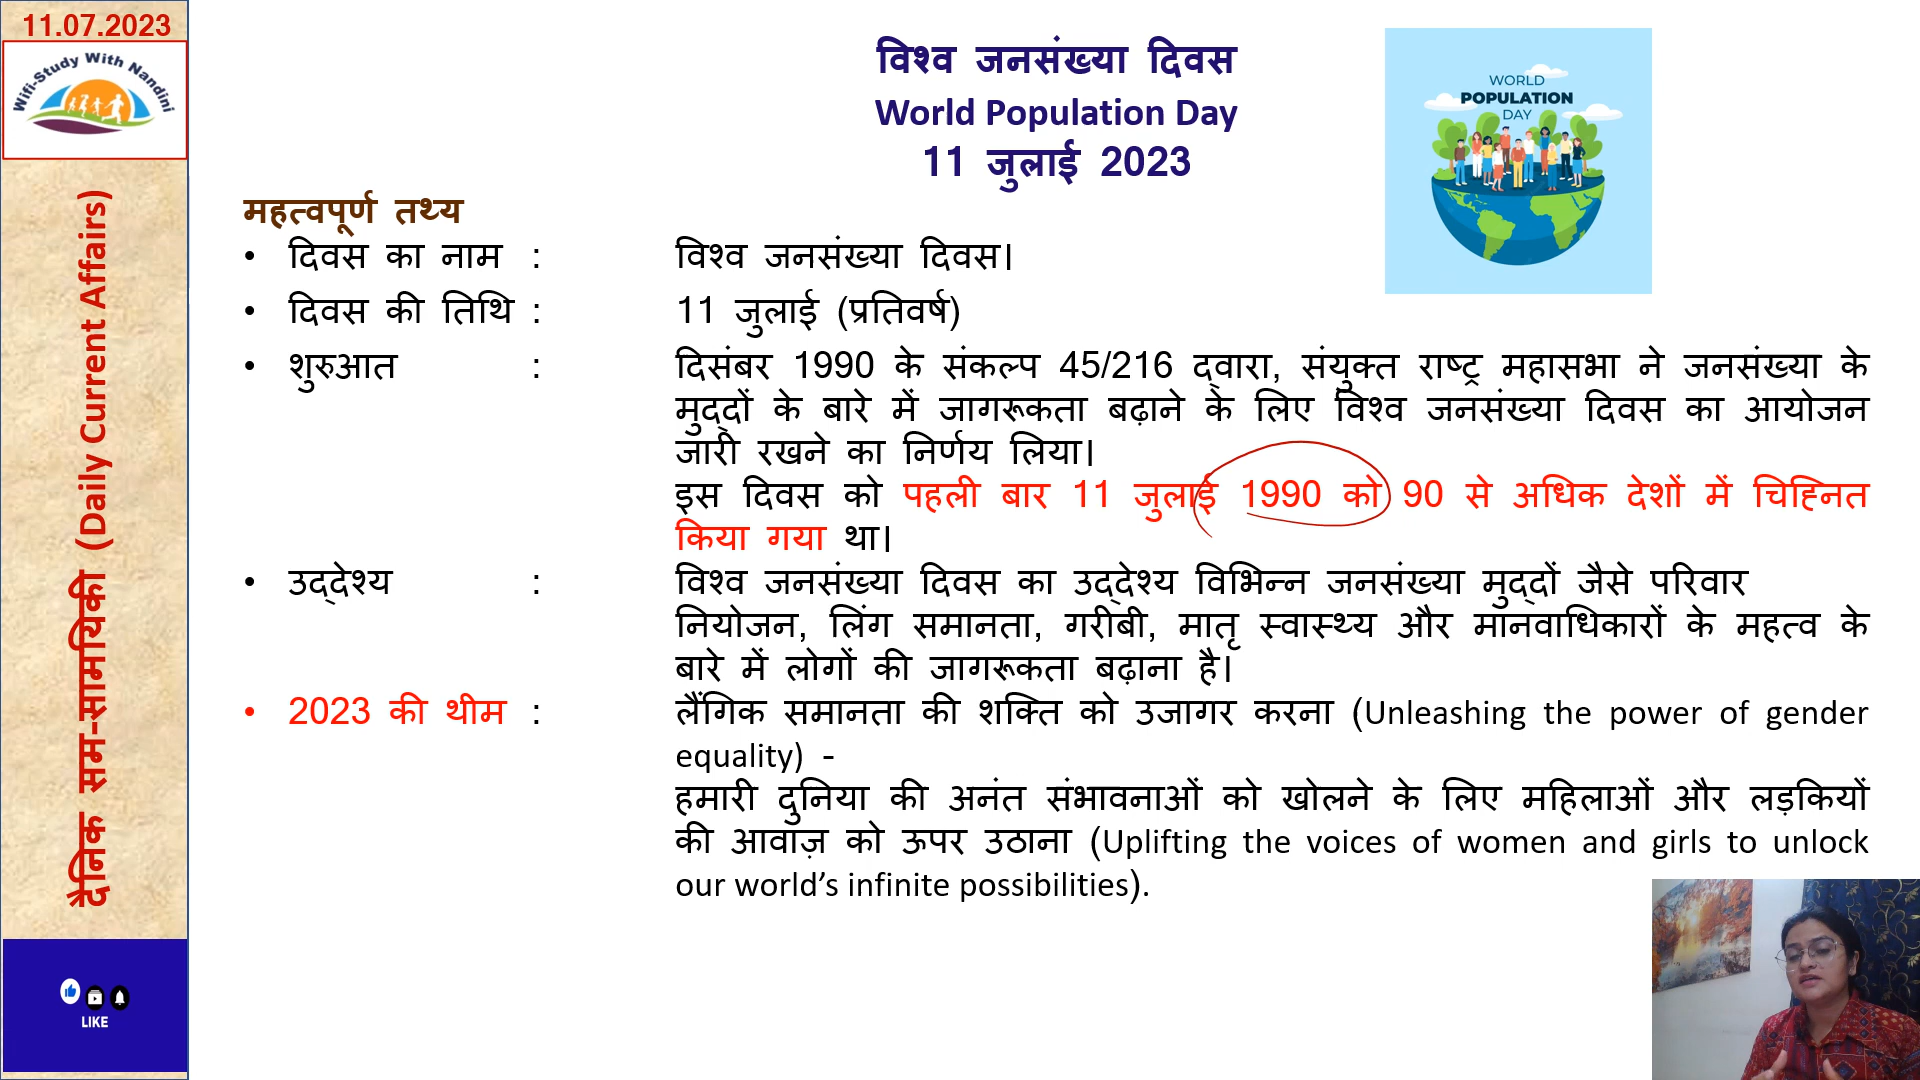 11.07.2023
Wifi-Study With Nandini
दैनिक सम-सामयिकी (Daily Current Affairs)
LIKE
विश्व जनसंख्या दिवस
World Population Day
11 जुलाई 2023
WORLD
POPULATION
DAY
महत्वपूर्ण तथ्य
• दिवस का नाम : विश्व जनसंख्या दिवस।
• दिवस की तिथि : 11 जुलाई (प्रतिवर्ष)
• शुरुआत : दिसंबर 1990 के संकल्प 45/216 द्वारा, संयुक्त राष्ट्र महासभा ने जनसंख्या के
मुद्दों के बारे में जागरूकता बढ़ाने के लिए विश्व जनसंख्या दिवस का आयोजन
जारी रखने का निर्णय लिया।
इस दिवस को पहली बार 11 जुलाई 1990 को 90 से अधिक देशों में चिह्नित
किया गया था।
• उद्देश्य : विश्व जनसंख्या दिवस का उद्देश्य विभिन्न जनसंख्या मुद्दों जैसे परिवार
नियोजन, लिंग समानता, गरीबी, मातृ स्वास्थ्य और मानवाधिकारों के महत्व के
बारे में लोगों की जागरूकता बढ़ाना है।
• 2023 की थीम : लैंगिक समानता की शक्ति को उजागर करना (Unleashing the power of gender
equality) -
हमारी दुनिया की अनंत संभावनाओं को खोलने के लिए महिलाओं और लड़कियों
की आवाज़ को ऊपर उठाना (Uplifting the voices of women and girls to unlock
our world’s infinite possibilities).